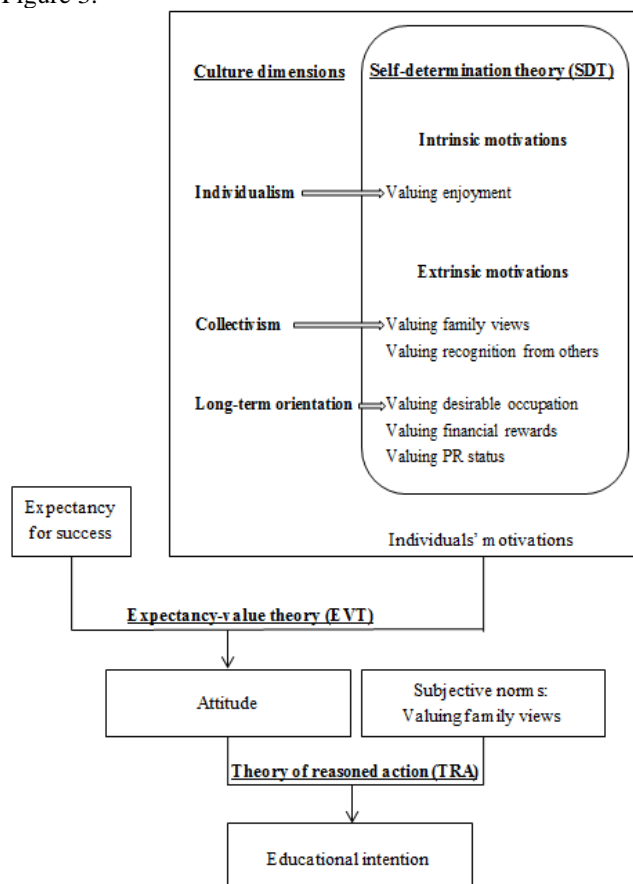 Figure 3.
Culture dimensions
Self-determination theory (SDT)
Intrinsic motivations
Individualism
Valuing enjoyment
Extrinsic motivations
Collectivism
Valuing family views
Valuing recognition from others
Long-term orientation
Valuing desirable occupation
Valuing financial rewards
Valuing PR status
Expectancy
for success
Individuals' motivations
Expectancy-value theory (EVT)
Attitude
Subjective norms:
Valuing family views
Theory of reasoned action (TRA)
Educational intention